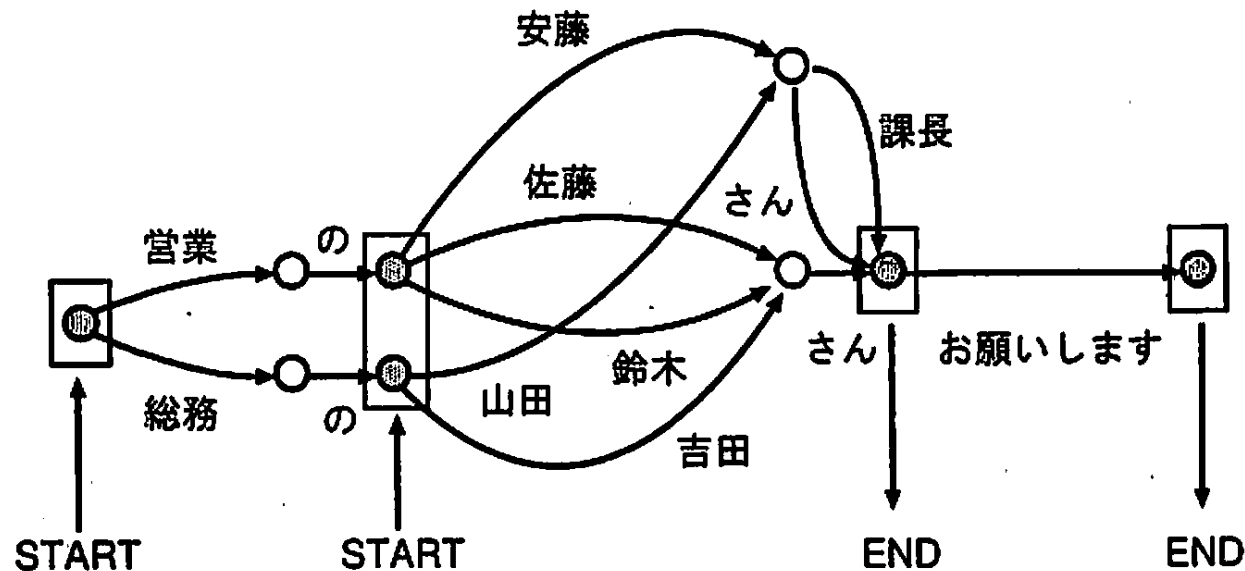 安藤
課長
佐藤
さん
営業
の
総務
の
鈴木
山田
吉田
さん
お願いします
START
START
END
END